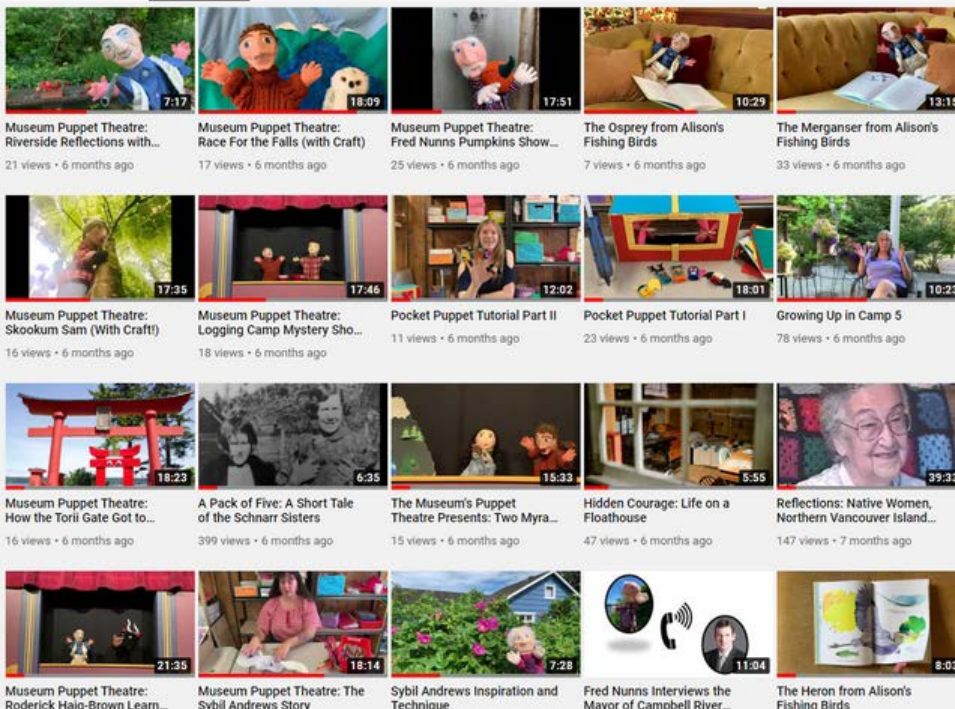 7:17
18:09
17:51
10:29
13:15
Museum Puppet Theatre:
Riverside Reflections with...
21 views • 6 months ago
Museum Puppet Theatre:
Race For the Falls (with Craft)
17 views • 6 months ago
Museum Puppet Theatre:
Fred Nunns Pumpkins Show...
25 views • 6 months ago
The Osprey from Alison's
Fishing Birds
7 views • 6 months ago
The Merganser from Alison's
Fishing Birds
33 views • 6 months ago
17:35
17:46
12:02
18:01
10:23
Museum Puppet Theatre:
Skookum Sam (With Craft!)
16 views • 6 months ago
Museum Puppet Theatre:
Logging Camp Mystery Sho...
18 views • 6 months ago
Pocket Puppet Tutorial Part II
11 views • 6 months ago
Pocket Puppet Tutorial Part I
23 views • 6 months ago
Growing Up in Camp 5
78 views • 6 months ago
18:23
6:35
15:33
5:55
39:33
Museum Puppet Theatre:
How the Torii Gate Got to...
16 views • 6 months ago
A Pack of Five: A Short Tale
of the Schnarr Sisters
399 views • 6 months ago
The Museum's Puppet
Theatre Presents: Two Myra...
15 views • 6 months ago
Hidden Courage: Life on a
Floathouse
47 views • 6 months ago
Reflections: Native Women,
Northern Vancouver Island...
147 views • 7 months ago
21:35
18:14
7:28
11:04
8:03
Museum Puppet Theatre:
Roderick Haig-Brown Learn...
Museum Puppet Theatre: The
Sybil Andrews Story
Sybil Andrews Inspiration and
Technique
Fred Nunns Interviews the
Mayor of Campbell River...
The Heron from Alison's
Fishing Birds